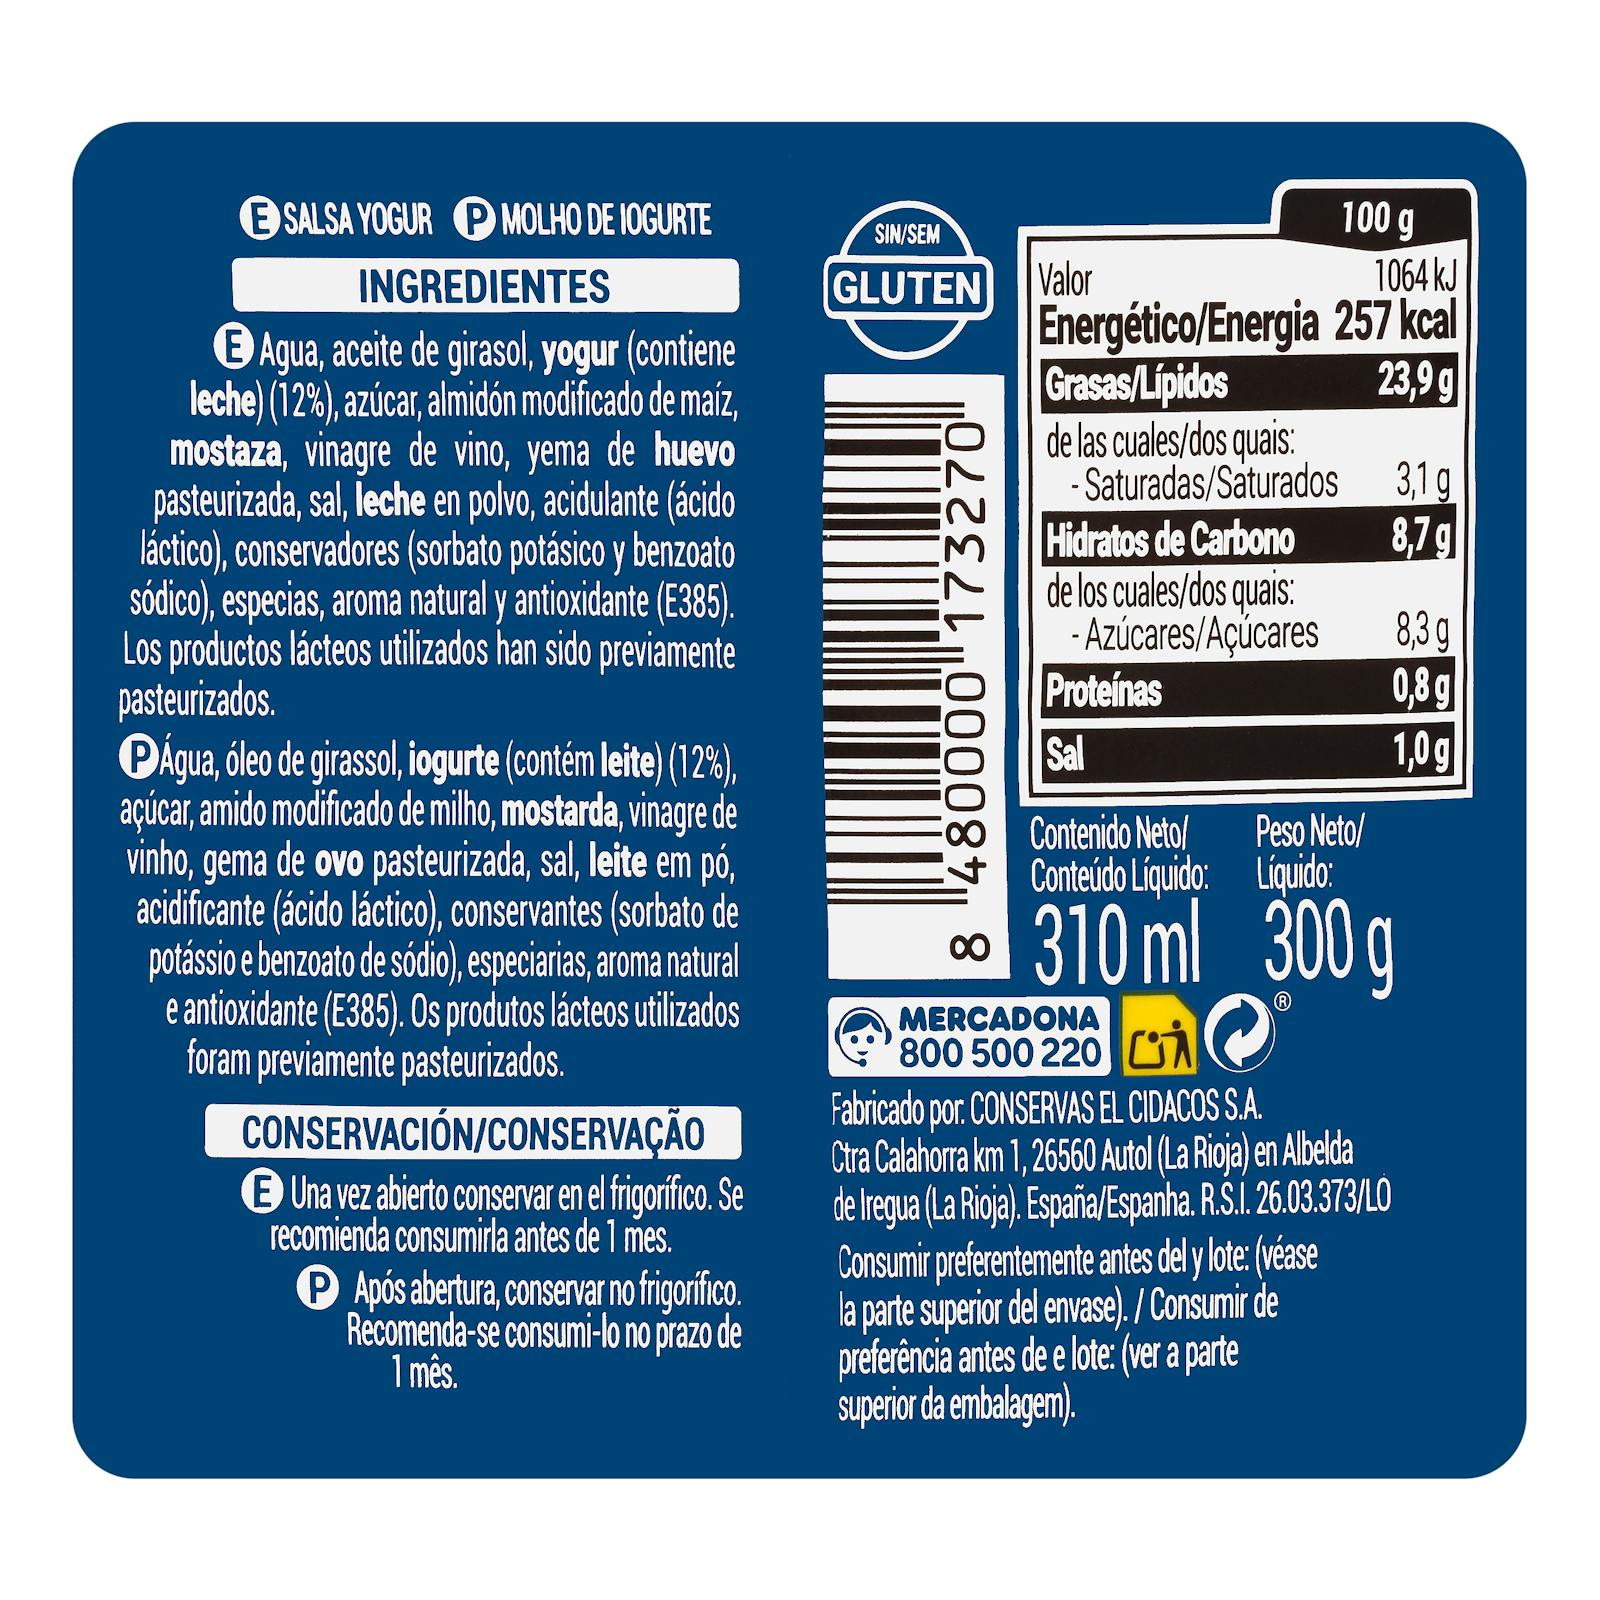 E SALSA YOGUR P MOLHO DE IOGURTE
INGREDIENTES
E Agua, aceite de girasol, yogur (contiene
leche) (12%), azúcar, almidón modificado de maíz,
mostaza, vinagre de vino, yema de huevo
pasteurizada, sal, leche en polvo, acidulante (ácido
láctico), conservadores (sorbato potásico y benzoato
sódico), especias, aroma natural y antioxidante (E385).
Los productos lácteos utilizados han sido previamente
pasteurizados.
P Água, óleo de girassol, iogurte (contém leite) (12%),
açúcar, amido modificado de milho, mostarda, vinagre de
vinho, gema de ovo pasteurizada, sal, leite em pó,
acidificante (ácido láctico), conservantes (sorbato de
potássio e benzoato de sódio), especiarias, aroma natural
e antioxidante (E385). Os produtos lácteos utilizados
foram previamente pasteurizados.
CONSERVACIÓN/CONSERVAÇÃO
E Una vez abierto conservar en el frigorífico. Se
recomienda consumirla antes de 1 mes.
P Após abertura, conservar no frigorífico.
Recomenda-se consumi-lo no prazo de
1 mês.
SIN/SEM
GLUTEN
8 480000 173270
100 g
Valor 1064 kJ
Energético/Energia 257 kcal
Grasas/Lípidos 23,9 g
de las cuales/dos quais:
- Saturadas/Saturados 3,1 g
Hidratos de Carbono 8,7 g
de los cuales/dos quais:
- Azúcares/Açúcares 8,3 g
Proteínas 0,8 g
Sal 1,0 g
Contenido Neto/ Peso Neto/
Conteúdo Líquido: Líquido:
310 ml 300 g
MERCADONA
800 500 220
®
Fabricado por: CONSERVAS EL CIDACOS S.A.
Ctra Calahorra km 1, 26560 Autol (La Rioja) en Albelda
de Iregua (La Rioja). España/Espanha. R.S.I. 26.03.373/LO
Consumir preferentemente antes del y lote: (véase
la parte superior del envase). / Consumir de
preferência antes de e lote: (ver a parte
superior da embalagem).